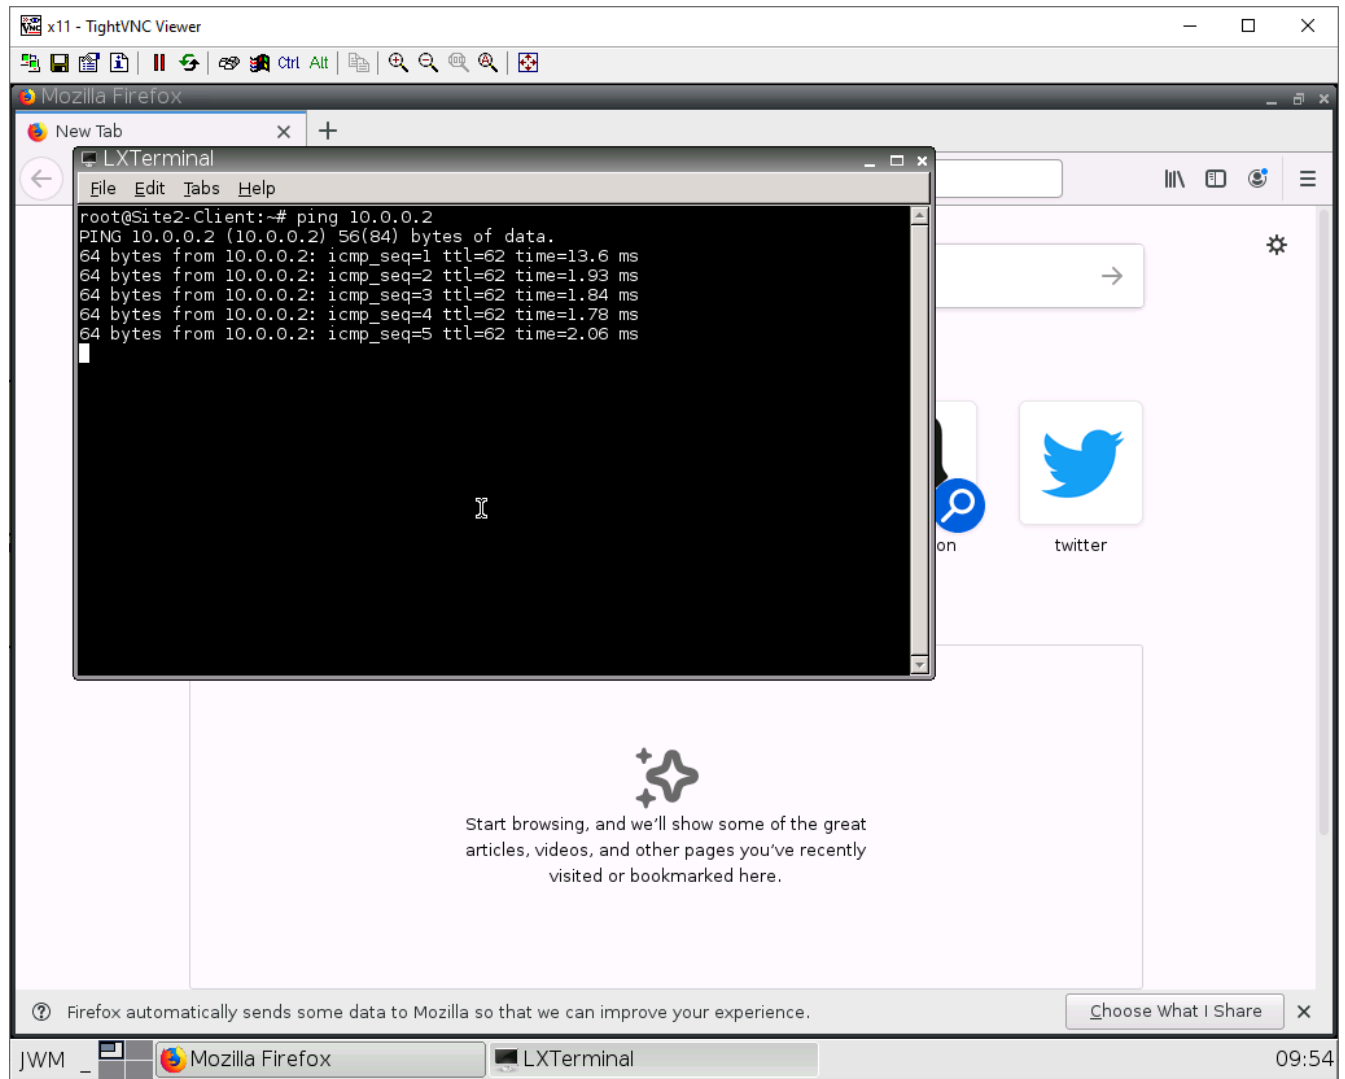 x11 - TightVNC Viewer
Ctrl Alt
Mozilla Firefox
New Tab
LXTerminal
File Edit Tabs Help
root@Site2-Client:~# ping 10.0.0.2
PING 10.0.0.2 (10.0.0.2) 56(84) bytes of data.
64 bytes from 10.0.0.2: icmp_seq=1 ttl=62 time=13.6 ms
64 bytes from 10.0.0.2: icmp_seq=2 ttl=62 time=1.93 ms
64 bytes from 10.0.0.2: icmp_seq=3 ttl=62 time=1.84 ms
64 bytes from 10.0.0.2: icmp_seq=4 ttl=62 time=1.78 ms
64 bytes from 10.0.0.2: icmp_seq=5 ttl=62 time=2.06 ms
on
twitter
Start browsing, and we'll show some of the great
articles, videos, and other pages you've recently
visited or bookmarked here.
Firefox automatically sends some data to Mozilla so that we can improve your experience.
Choose What I Share
JWM _
Mozilla Firefox
LXTerminal
09:54